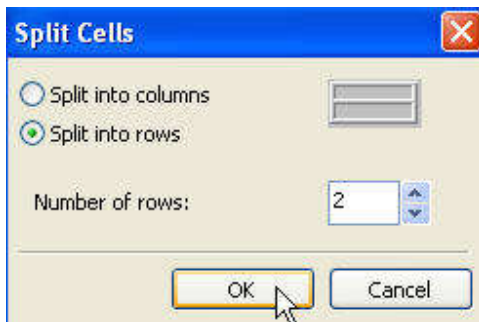 Split Cells
Split into columns
Split into rows
Number of rows: 2
OK Cancel